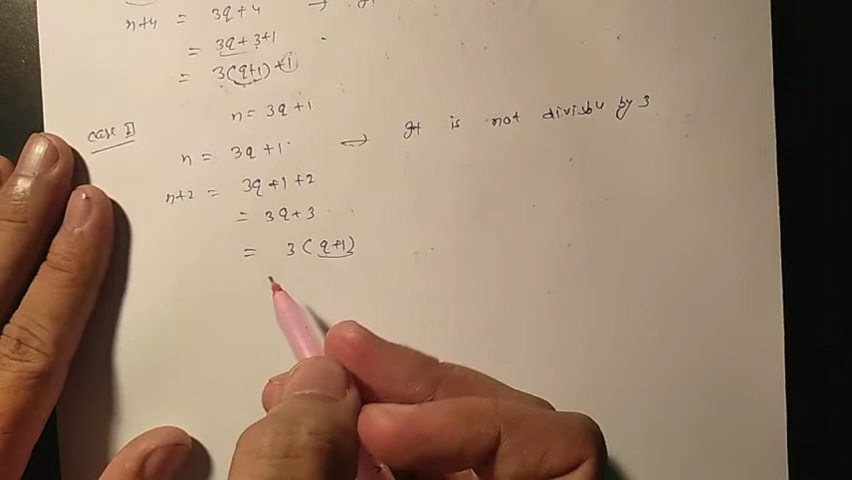 n+4 = 3q+4 →
= 3q+3+1
= 3(q+1)+1
n = 3q+1
case II
n = 3q+1 → It is not divisible by 3
n+2 = 3q+1+2
= 3q+3
= 3(q+1)